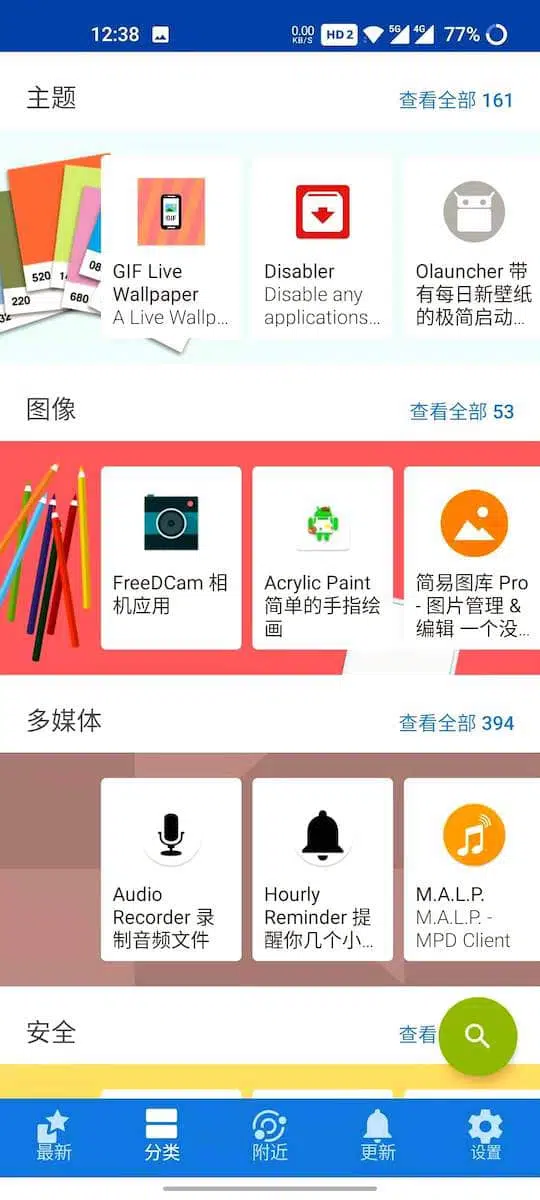 12:38
0.00
KB/S
HD 2
5G
4G
77%
主题
查看全部 161
520
220
680
GIF
GIF Live
Wallpaper
A Live Wallp…
Disabler
Disable any
applications…
Olauncher 带
有每日新壁纸
的极简启动…
图像
查看全部 53
FreeDCam 相
机应用
Acrylic Paint
简单的手指绘
画
简易图库 Pro
- 图片管理 &
编辑 一个没…
多媒体
查看全部 394
Audio
Recorder 录
制音频文件
Hourly
Reminder 提
醒你几个小…
M.A.L.P.
M.A.L.P. -
MPD Client
安全
查看
最新
分类
附近
更新
设置